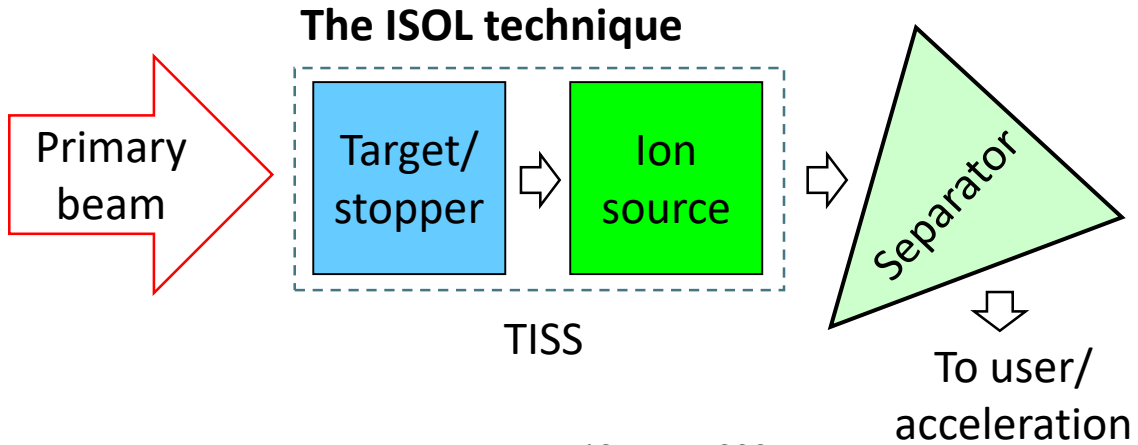 The ISOL technique
Primary
beam
Target/
stopper
Ion
source
Separator
TISS
To user/
acceleration